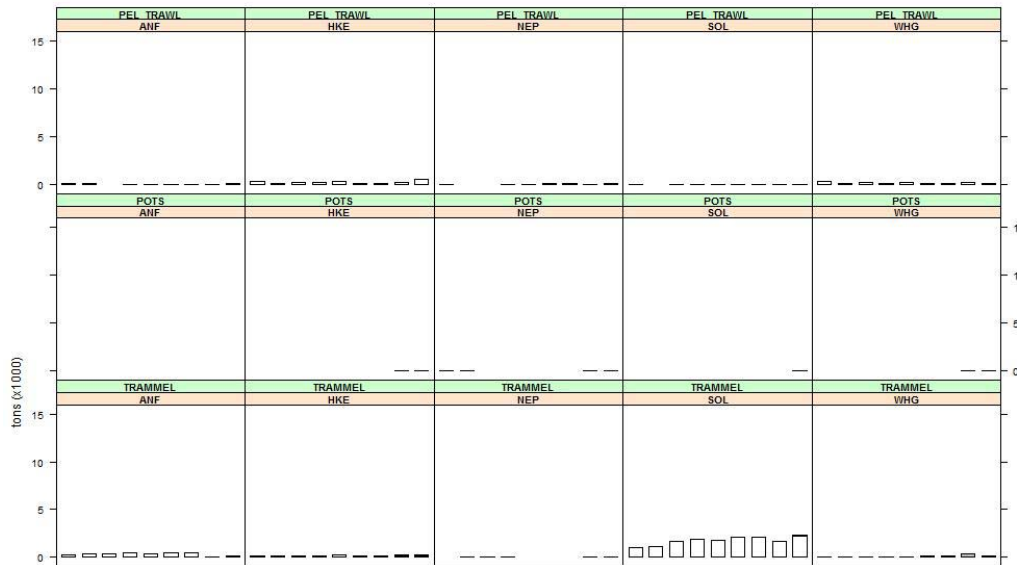 PEL_TRAWL PEL_TRAWL PEL_TRAWL PEL_TRAWL PEL_TRAWL
ANF HKE NEP SOL WHG
15
10
5
0
POTS POTS POTS POTS POTS
ANF HKE NEP SOL WHG
5
0
TRAMMEL TRAMMEL TRAMMEL TRAMMEL TRAMMEL
ANF HKE NEP SOL WHG
15
10
5
0
tons (x1000)